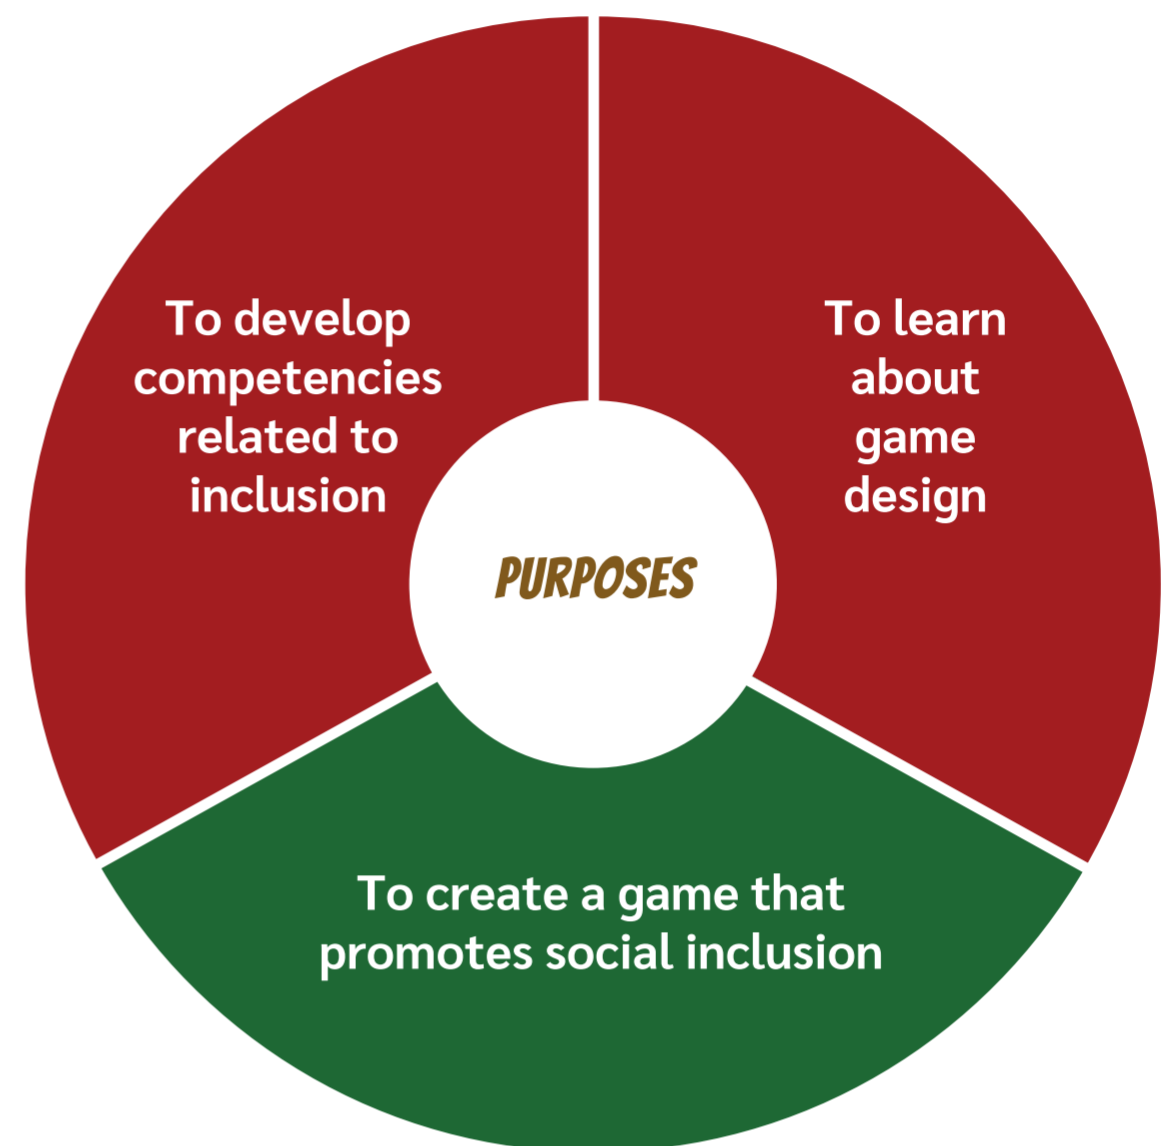 To develop
competencies
related to
inclusion
To learn
about
game
design
PURPOSES
To create a game that
promotes social inclusion